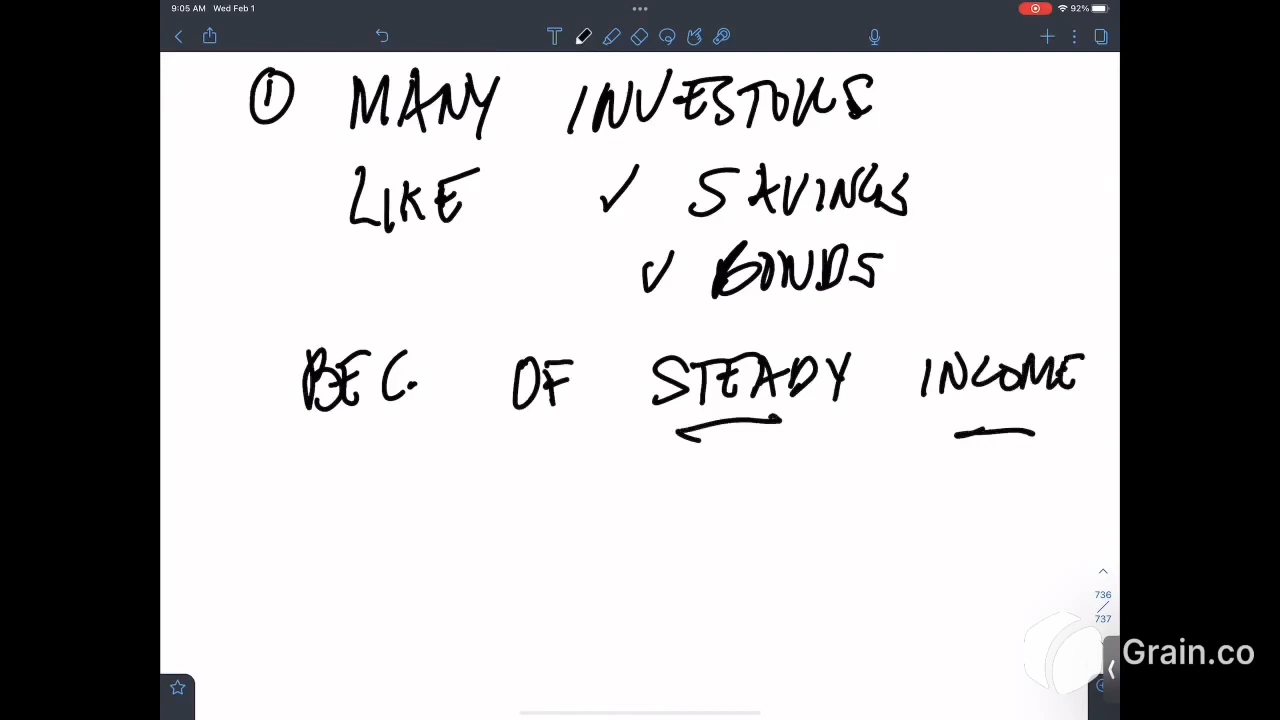 9:05 AM Wed Feb 1
92%
① MANY INVESTORS
LIKE ✓ SAVINGS
✓ BONDS
BEC. OF STEADY INCOME
736
/
737
Grain.co